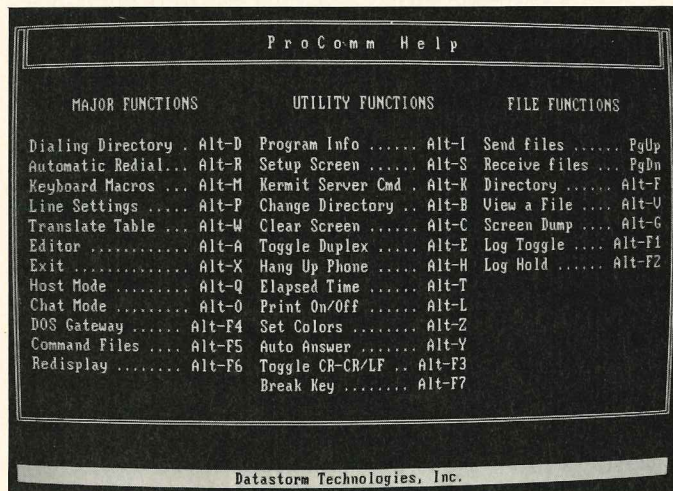 ProComm Help
MAJOR FUNCTIONS UTILITY FUNCTIONS FILE FUNCTIONS
Dialing Directory . Alt-D Program Info ...... Alt-I Send files ...... PgUp
Automatic Redial... Alt-R Setup Screen ...... Alt-S Receive files ... PgDn
Keyboard Macros ... Alt-M Kermit Server Cmd . Alt-K Directory ..... Alt-F
Line Settings ..... Alt-P Change Directory .. Alt-B View a File .... Alt-V
Translate Table ... Alt-W Clear Screen ...... Alt-C Screen Dump .... Alt-G
Editor ............ Alt-A Toggle Duplex ..... Alt-E Log Toggle .... Alt-F1
Exit .............. Alt-X Hang Up Phone ..... Alt-H Log Hold ...... Alt-F2
Host Mode ......... Alt-Q Elapsed Time ...... Alt-T
Chat Mode ......... Alt-O Print On/Off ...... Alt-L
DOS Gateway ...... Alt-F4 Set Colors ........ Alt-Z
Command Files .... Alt-F5 Auto Answer ....... Alt-Y
Redisplay ........ Alt-F6 Toggle CR-CR/LF .. Alt-F3
Break Key ........ Alt-F7
Datastorm Technologies, Inc.